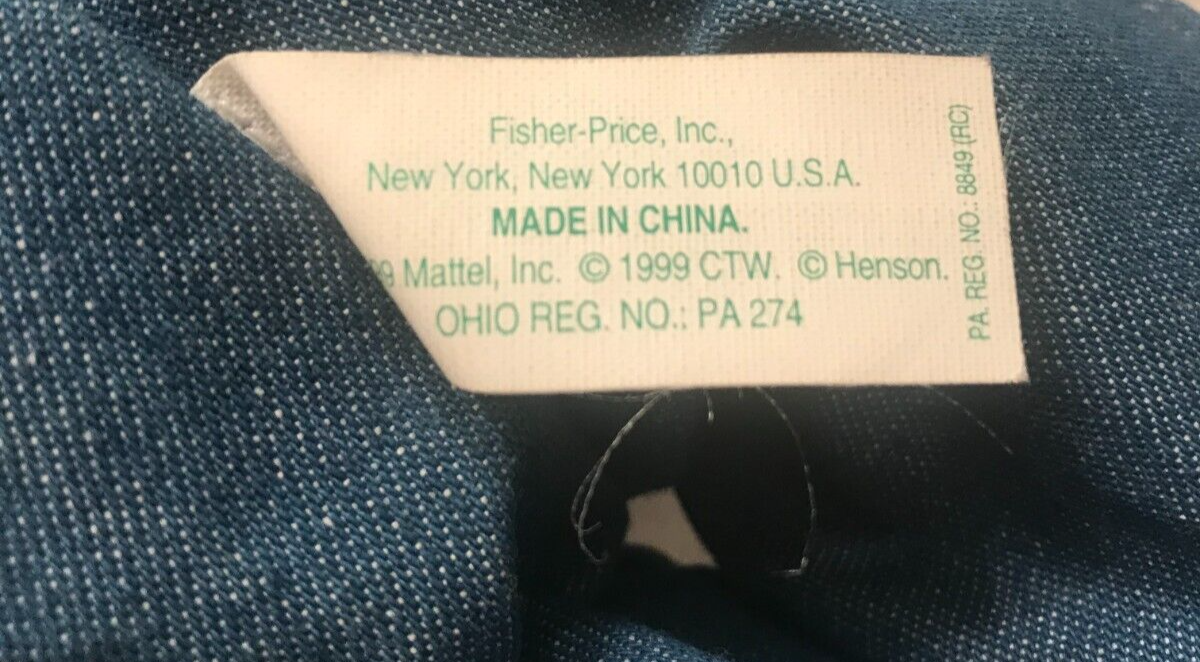 Fisher-Price, Inc.,
New York, New York 10010 U.S.A.
MADE IN CHINA.
9 Mattel, Inc. © 1999 CTW. © Henson.
OHIO REG. NO.: PA 274
PA. REG. NO.: 8849 (RC)